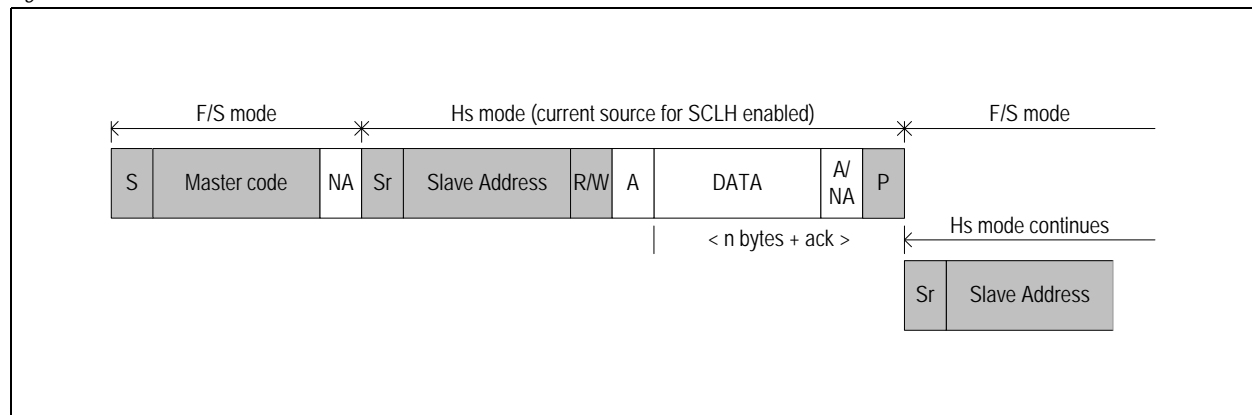 F/S mode
Hs mode (current source for SCLH enabled)
F/S mode
S
Master code
NA
Sr
Slave Address
R/W
A
DATA
A/
NA
P
< n bytes + ack >
Hs mode continues
Sr
Slave Address